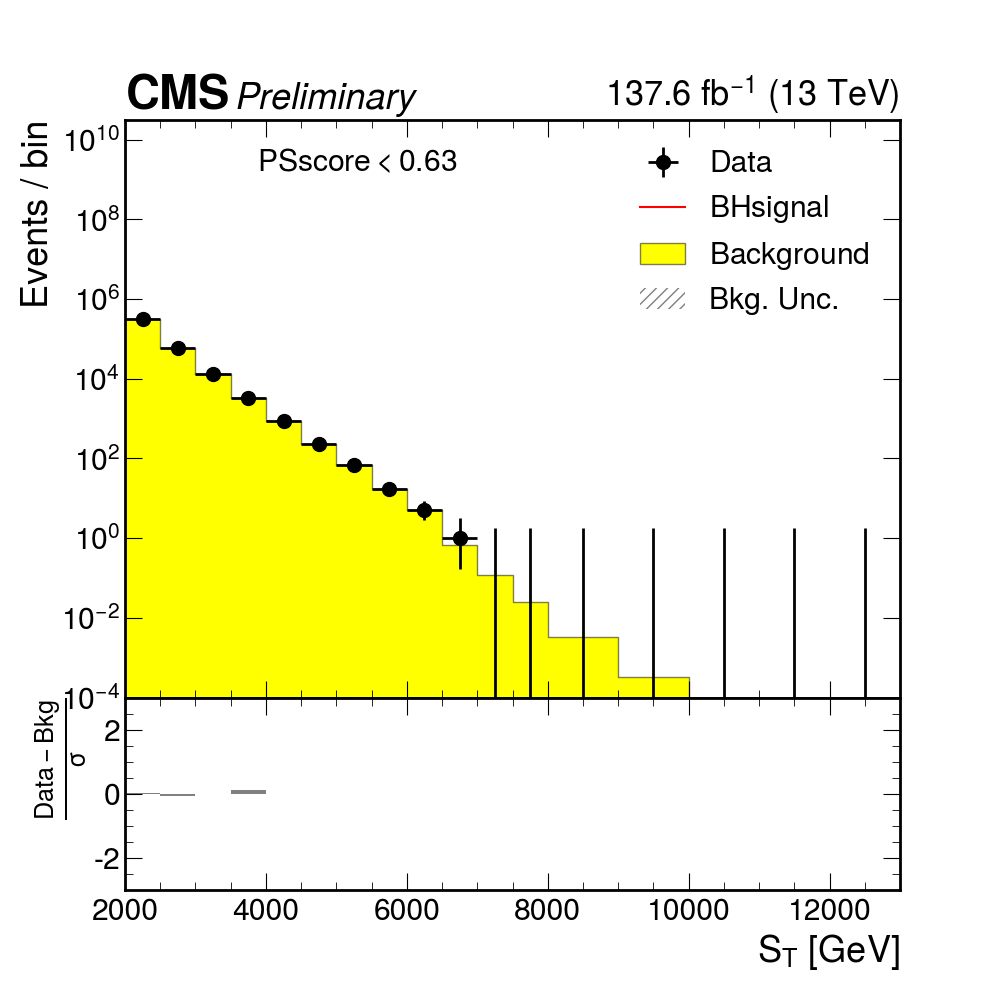 CMS Preliminary 137.6 fb⁻¹ (13 TeV)
Events / bin
PSscore < 0.63
Data
BHsignal
Background
Bkg. Unc.
10¹⁰
10⁸
10⁶
10⁴
10²
10⁰
10⁻²
10⁻⁴
Data − Bkg
σ
2
0
-2
2000 4000 6000 8000 10000 12000
S_T [GeV]